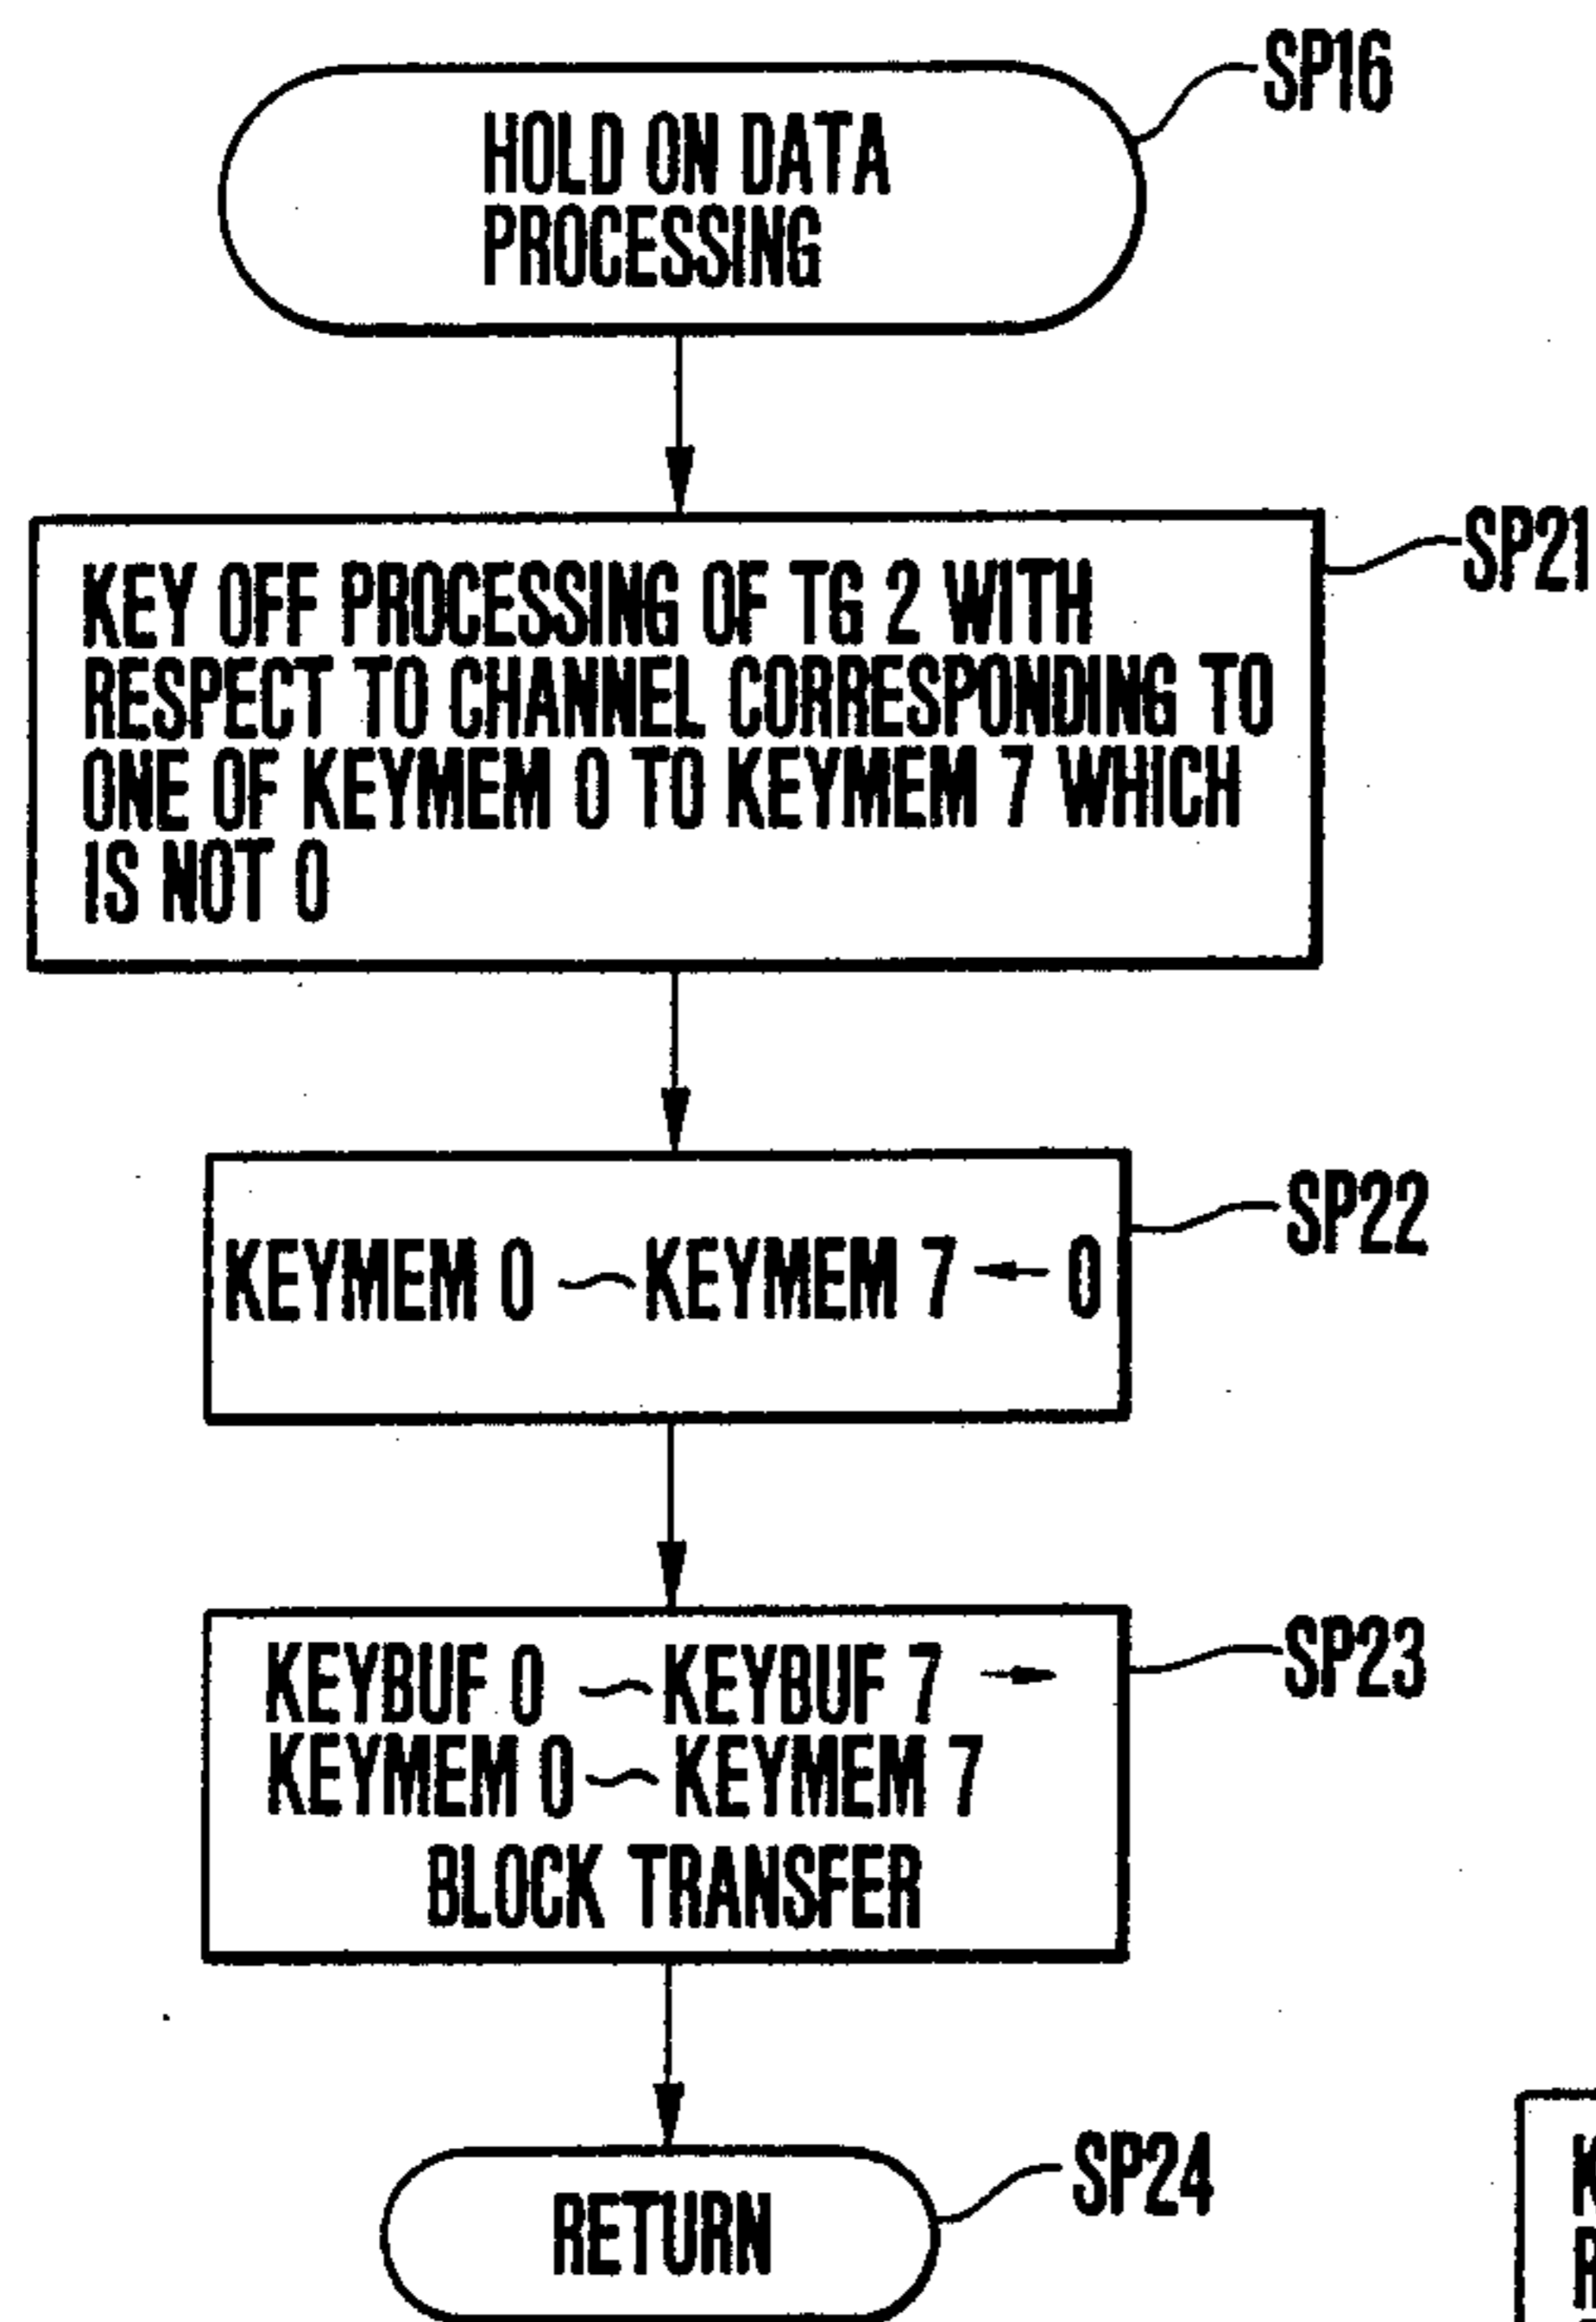 SP16
HOLD ON DATA
PROCESSING
SP21
KEY OFF PROCESSING OF TG 2 WITH
RESPECT TO CHANNEL CORRESPONDING TO
ONE OF KEYMEM 0 TO KEYMEM 7 WHICH
IS NOT 0
SP22
KEYMEM 0 ~ KEYMEM 7 ← 0
SP23
KEYBUF 0 ~ KEYBUF 7 →
KEYMEM 0 ~ KEYMEM 7
BLOCK TRANSFER
SP24
RETURN